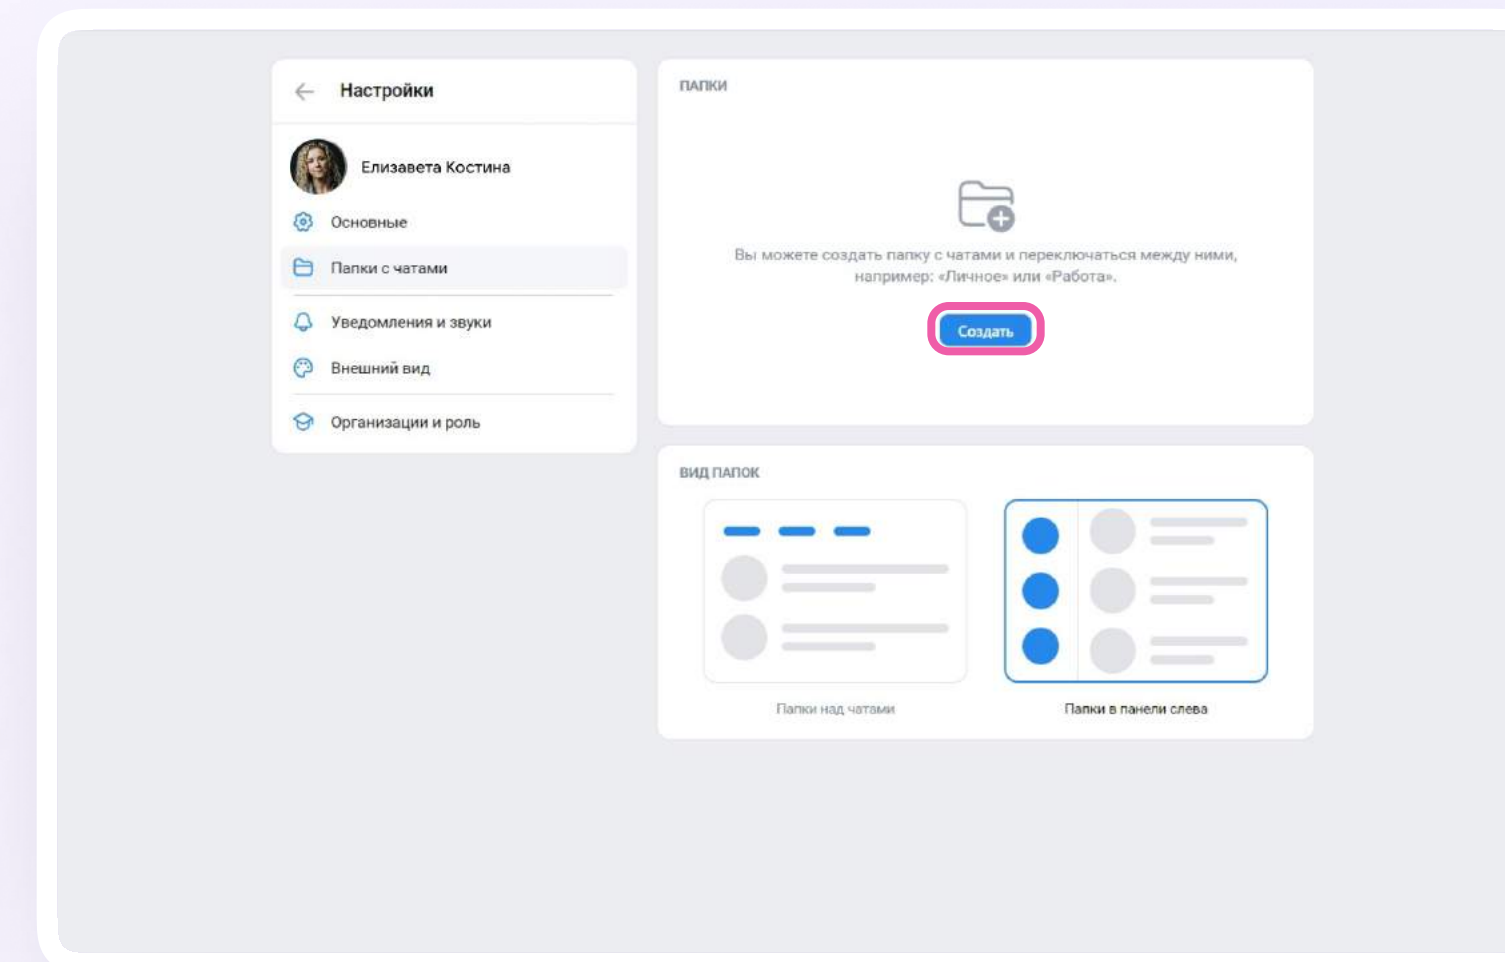 Настройки
Елизавета Костина
Основные
Папки с чатами
Уведомления и звуки
Внешний вид
Организации и роль
ПАПКИ
Вы можете создать папку с чатами и переключаться между ними,
например: «Личное» или «Работа».
Создать
ВИД ПАПОК
Папки над чатами
Папки в панели слева